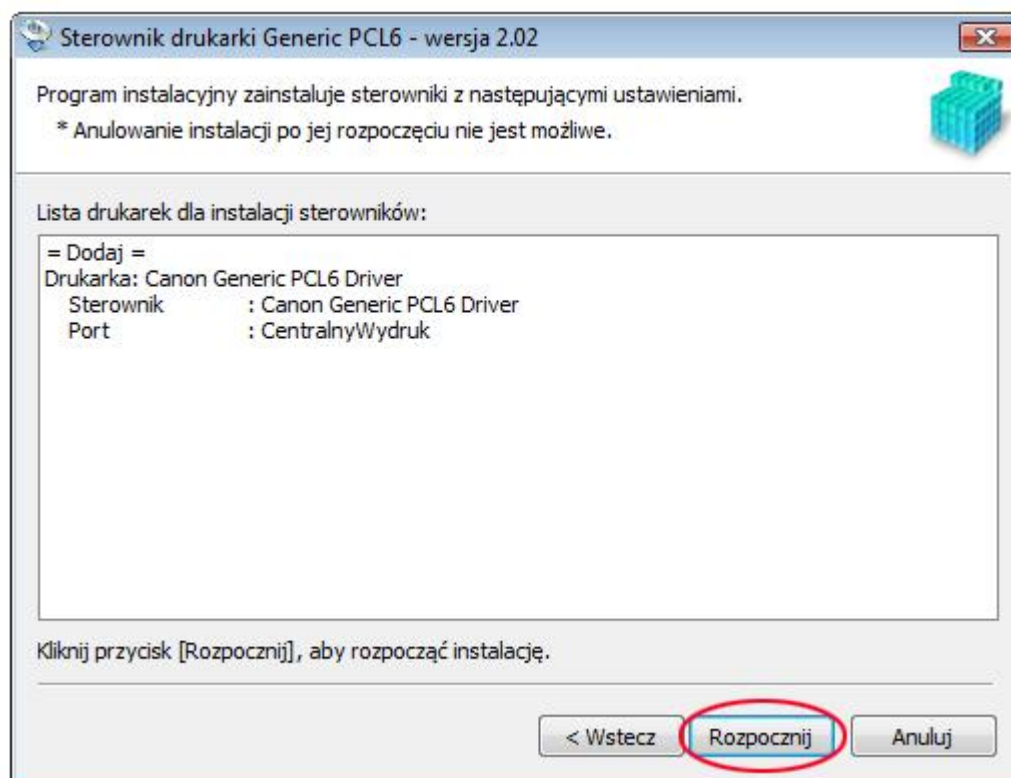 Sterownik drukarki Generic PCL6 - wersja 2.02
Program instalacyjny zainstaluje sterowniki z następującymi ustawieniami.
* Anulowanie instalacji po jej rozpoczęciu nie jest możliwe.
Lista drukarek dla instalacji sterowników:
= Dodaj =
Drukarka: Canon Generic PCL6 Driver
Sterownik : Canon Generic PCL6 Driver
Port : CentralnyWydruk
Kliknij przycisk [Rozpocznij], aby rozpocząć instalację.
< Wstecz Rozpocznij Anuluj